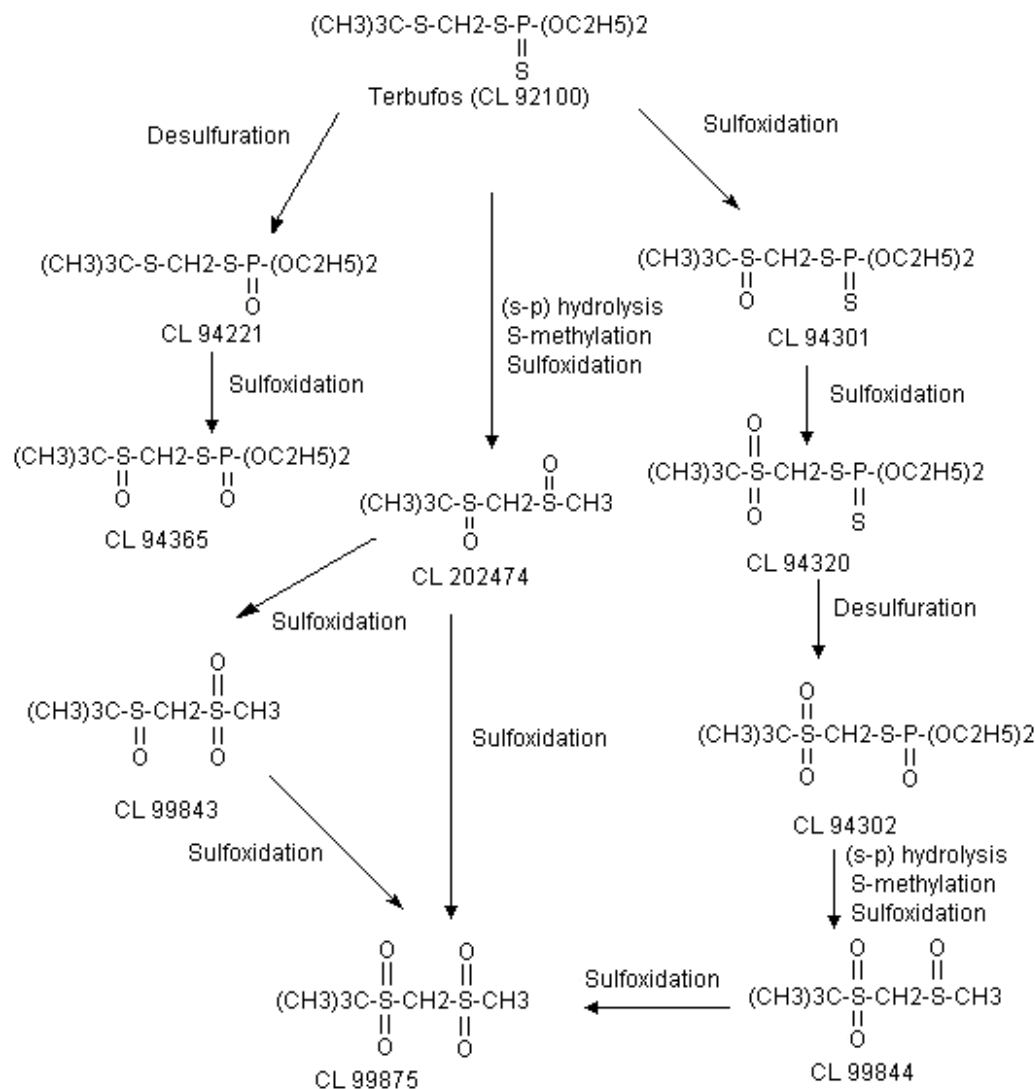 (CH3)3C-S-CH2-S-P-(OC2H5)2
S
Terbufos (CL 92100)
Desulfuration
Sulfoxidation
(CH3)3C-S-CH2-S-P-(OC2H5)2
O
CL 94221
(CH3)3C-S-CH2-S-P-(OC2H5)2
O S
CL 94301
(s-p) hydrolysis
S-methylation
Sulfoxidation
Sulfoxidation
Sulfoxidation
(CH3)3C-S-CH2-S-P-(OC2H5)2
O O
CL 94365
O
(CH3)3C-S-CH2-S-CH3
O
CL 202474
O
(CH3)3C-S-CH2-S-P-(OC2H5)2
O S
CL 94320
Sulfoxidation
Desulfuration
O
(CH3)3C-S-CH2-S-CH3
O O
CL 99843
Sulfoxidation
O
(CH3)3C-S-CH2-S-P-(OC2H5)2
O O
CL 94302
Sulfoxidation
(s-p) hydrolysis
S-methylation
Sulfoxidation
O O
(CH3)3C-S-CH2-S-CH3
O O
CL 99875
Sulfoxidation
O O
(CH3)3C-S-CH2-S-CH3
O
CL 99844